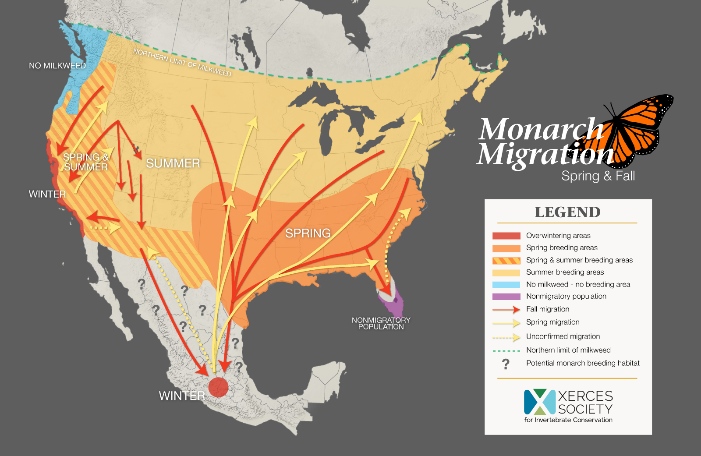 NO MILKWEED
NORTHERN LIMIT OF MILKWEED
SPRING &
SUMMER
SUMMER
WINTER
SPRING
?
?
?
?
?
?
?
NONMIGRATORY
POPULATION
WINTER
Monarch
Migration
Spring & Fall
LEGEND
Overwintering areas
Spring breeding areas
Spring & summer breeding areas
Summer breeding areas
No milkweed - no breeding area
Nonmigratory population
Fall migration
Spring migration
Unconfirmed migration
Northern limit of milkweed
? Potential monarch breeding habitat
XERCES
SOCIETY
for Invertebrate Conservation